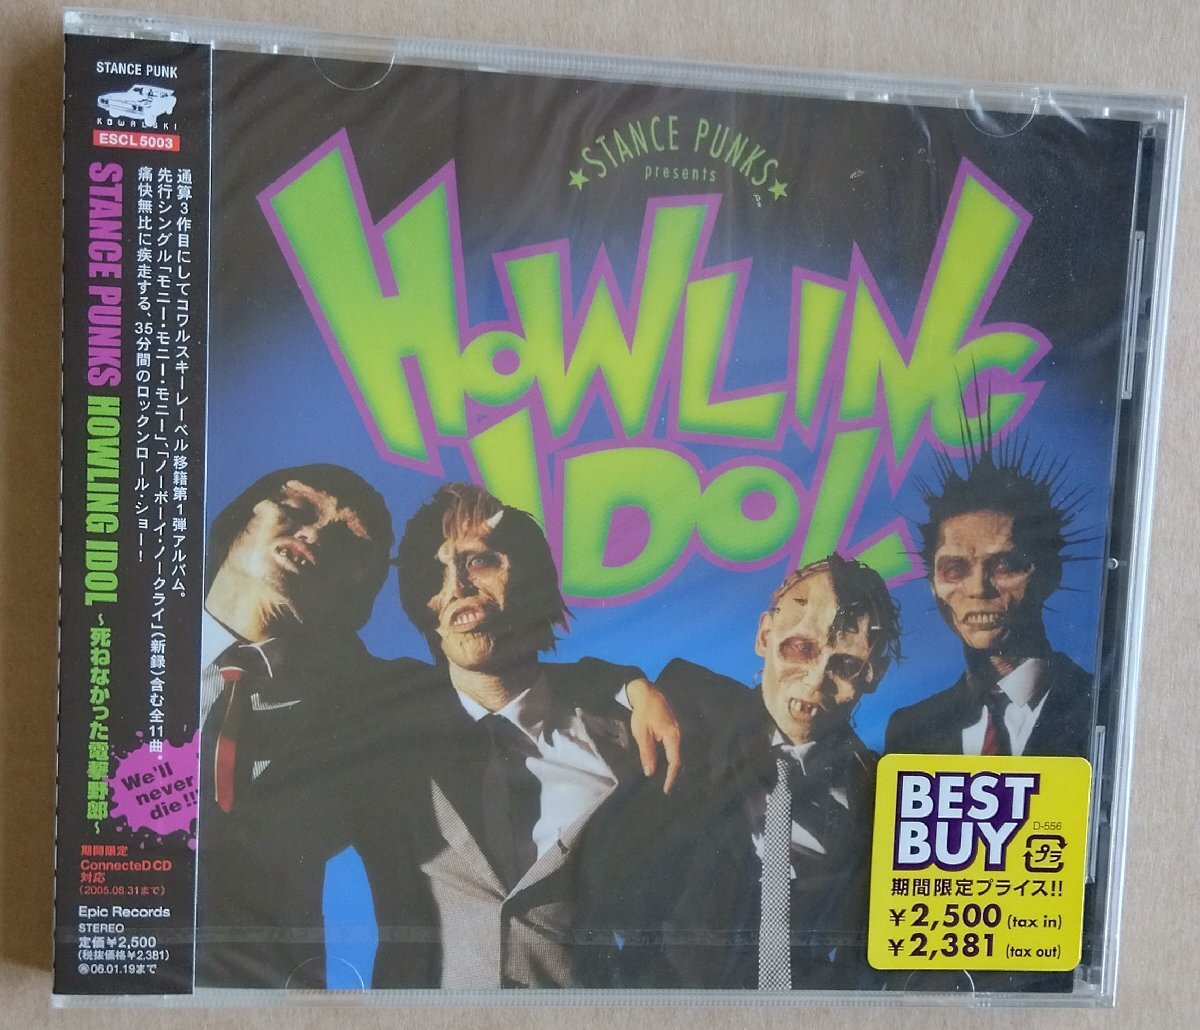 STANCE PUNK
KOWALSKI
ESCL 5003
通算3作目にしてコワルスキーレーベル移籍第1弾アルバム。
先行シングル「モニー・モニー・モニー」、「ノーボーイ・ノークライ」(新録)含む全11曲。
痛快無比に疾走する、35分間のロックンロール・ショー!
STANCE PUNKS HOWLING IDOL ~死ねなかった電撃野郎~
We'll
never
die!!!
期間限定
ConnecteD CD
対応
(2005.08.31まで)
Epic Records
STEREO
定価¥2,500
(税抜価格¥2,381)
06.01.19まで
★STANCE PUNKS★
presents
HOWLING
IDOL
BEST
BUY
D-556
プラ
期間限定プライス!!
¥2,500 (tax in)
¥2,381 (tax out)